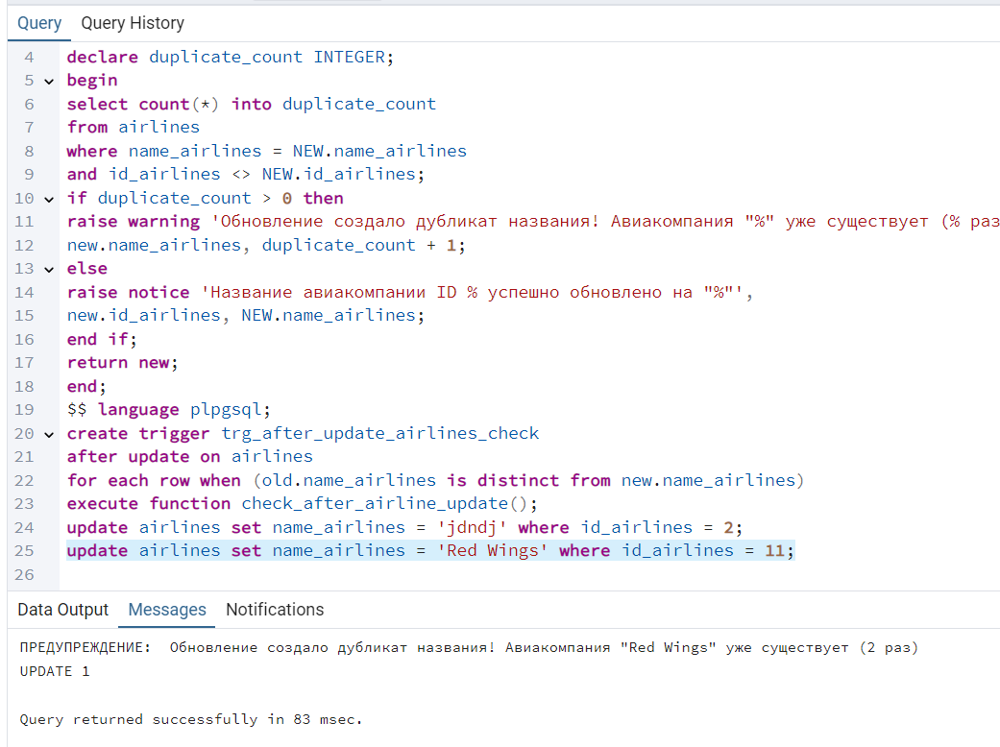 Query Query History
4 declare duplicate_count INTEGER;
5 begin
6 select count(*) into duplicate_count
7 from airlines
8 where name_airlines = NEW.name_airlines
9 and id_airlines <> NEW.id_airlines;
10 if duplicate_count > 0 then
11 raise warning 'Обновление создало дубликат названия! Авиакомпания "%" уже существует (% раз
12 new.name_airlines, duplicate_count + 1;
13 else
14 raise notice 'Название авиакомпании ID % успешно обновлено на "%"',
15 new.id_airlines, NEW.name_airlines;
16 end if;
17 return new;
18 end;
19 $$ language plpgsql;
20 create trigger trg_after_update_airlines_check
21 after update on airlines
22 for each row when (old.name_airlines is distinct from new.name_airlines)
23 execute function check_after_airline_update();
24 update airlines set name_airlines = 'jdndj' where id_airlines = 2;
25 update airlines set name_airlines = 'Red Wings' where id_airlines = 11;
26
Data Output Messages Notifications
ПРЕДУПРЕЖДЕНИЕ: Обновление создало дубликат названия! Авиакомпания "Red Wings" уже существует (2 раз)
UPDATE 1
Query returned successfully in 83 msec.